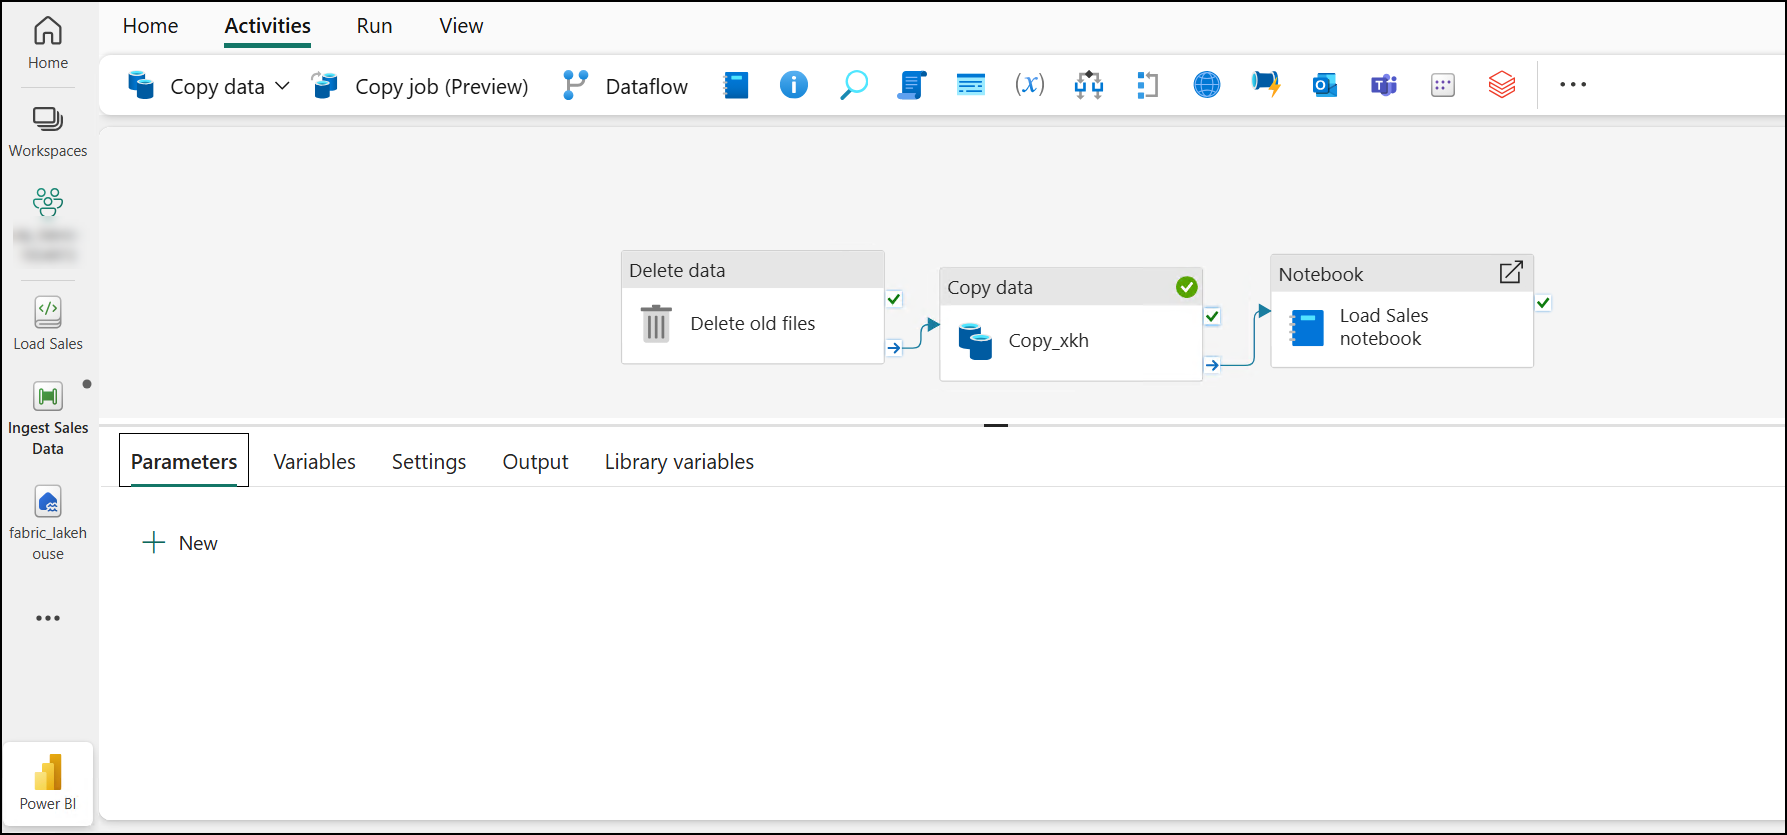 Home
Activities
Run
View
Copy data
Copy job (Preview)
Dataflow
(x)
Home
Workspaces
Load Sales
Ingest Sales
Data
fabric_lakeh
ouse
Power BI
Delete data
Delete old files
Copy data
Copy_xkh
Notebook
Load Sales
notebook
Parameters
Variables
Settings
Output
Library variables
New